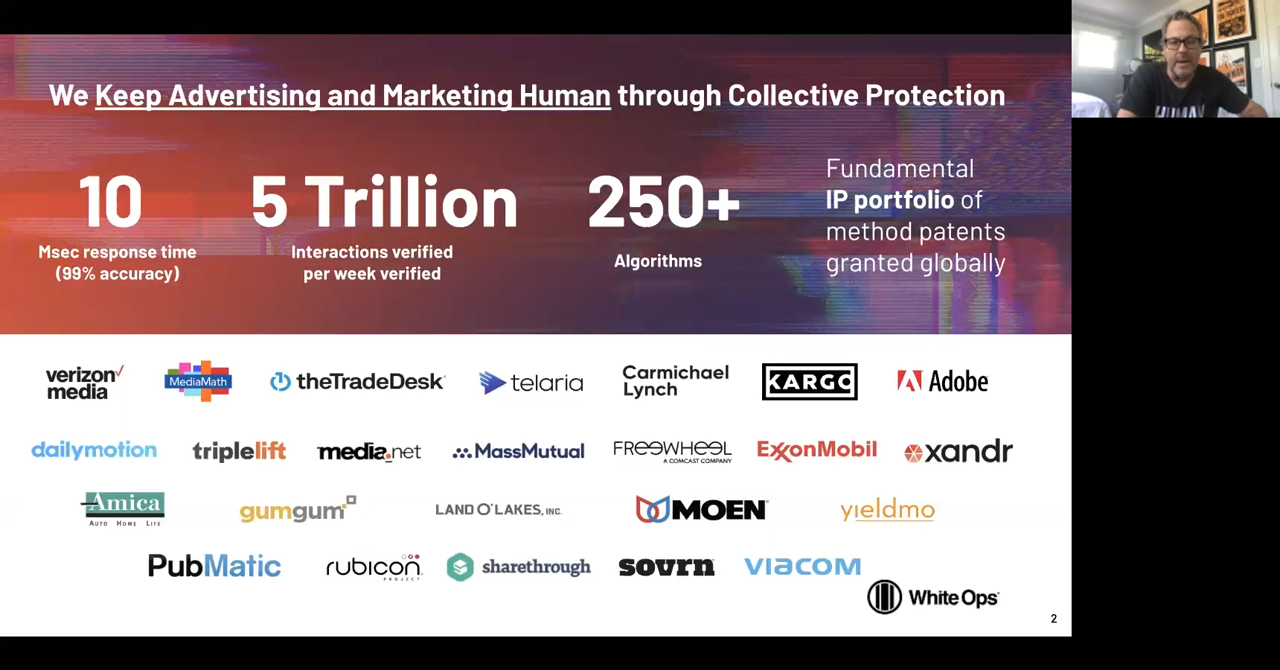 We Keep Advertising and Marketing Human through Collective Protection
10
Msec response time
(99% accuracy)
5 Trillion
Interactions verified
per week verified
250+
Algorithms
Fundamental
IP portfolio of
method patents
granted globally
verizon
media
MediaMath
theTradeDesk
telaria
Carmichael
Lynch
KARGO
Adobe
dailymotion
triplelift
media.net
MassMutual
FREEWHEEL
A COMCAST COMPANY
ExxonMobil
xandr
Amica
AUTO HOME LIFE
gumgum
LAND O'LAKES, INC.
MOEN
yieldmo
PubMatic
rubicon
PROJECT
sharethrough
sovrn
VIACOM
White Ops
2
HUMAN